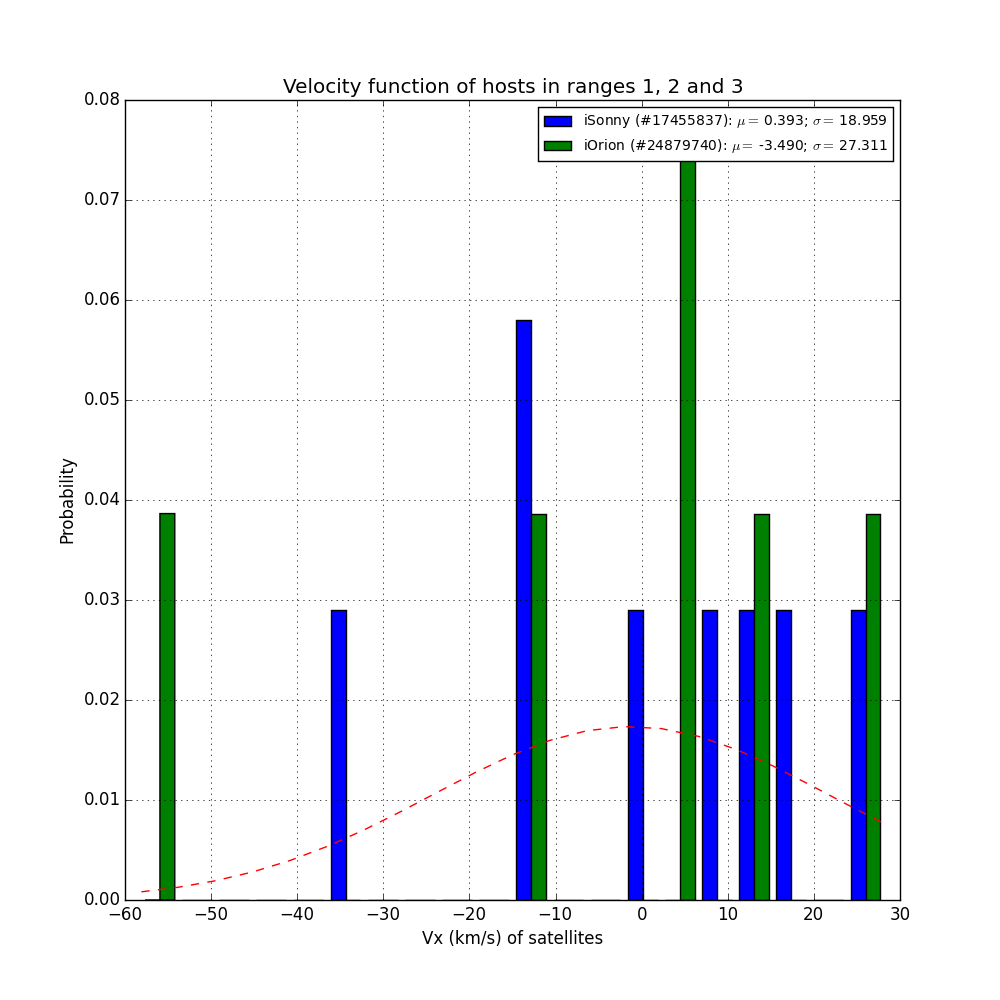 Velocity function of hosts in ranges 1, 2 and 3
iSonny (#17455837): μ = 0.393; σ = 18.959
iOrion (#24879740): μ = -3.490; σ = 27.311
0.08
0.07
0.06
0.05
0.04
0.03
0.02
0.01
0.00
Probability
−60 −50 −40 −30 −20 −10 0 10 20 30
Vx (km/s) of satellites